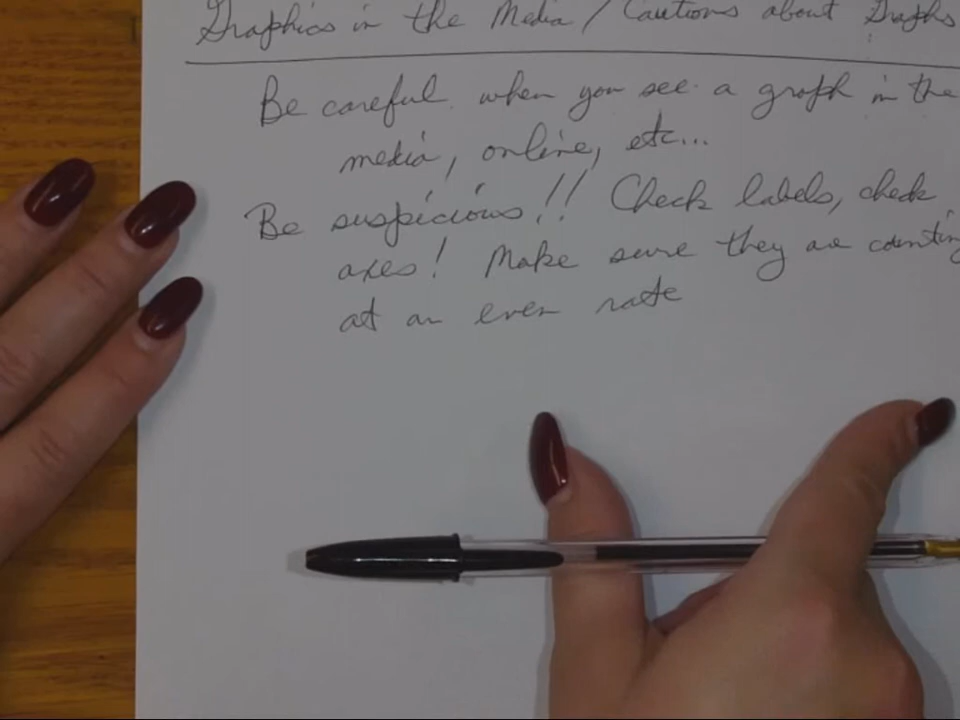 Graphics in the Media / Cautions about Graphs
Be careful when you see a graph in the
media, online, etc...
Be suspicious!! Check labels, check
axes! Make sure they are counting
at an even rate